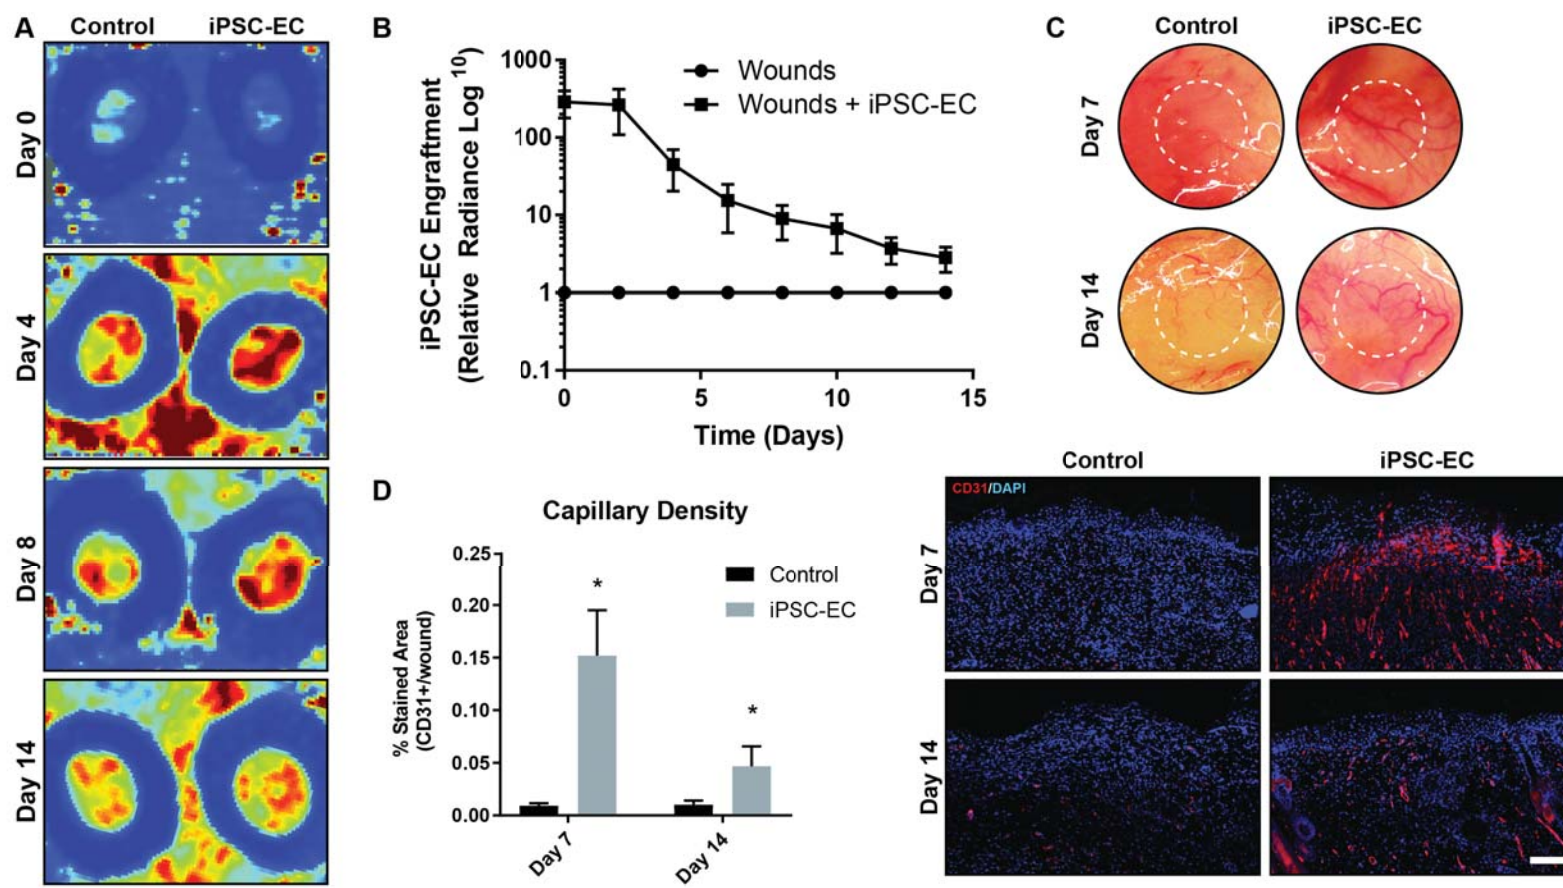 A
Control iPSC-EC
Day 0
Day 4
Day 8
Day 14
B
iPSC-EC Engraftment
(Relative Radiance Log 10)
1000
100
10
1
0.1
Wounds
Wounds + iPSC-EC
0 5 10 15
Time (Days)
C
Control iPSC-EC
Day 7
Day 14
D
Capillary Density
% Stained Area
(CD31+/wound)
0.25
0.20
0.15
0.10
0.05
0.00
Control
iPSC-EC
*
*
Day 7
Day 14
Control iPSC-EC
CD31/DAPI
Day 7
Day 14